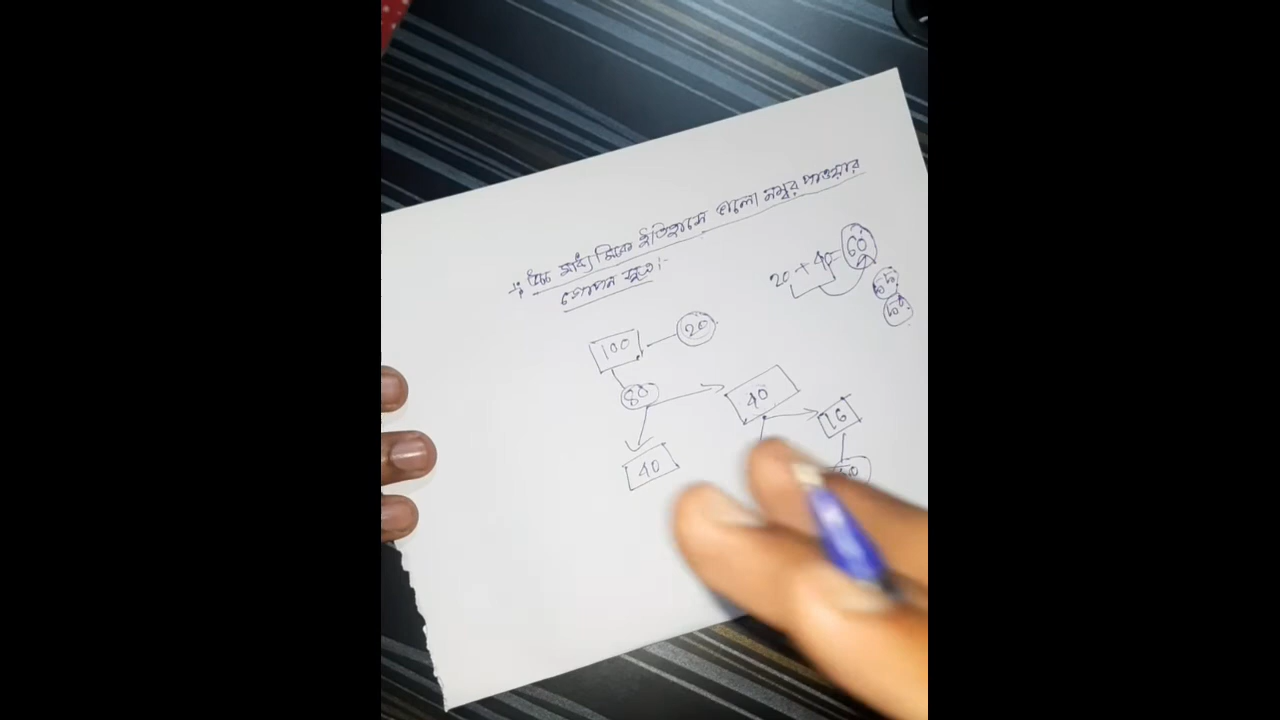 উচ্চ মাধ্যমিকে ইতিহাসে ভালো নম্বর পাওয়ার
গোপন সূত্র :-
20 + 40 = 60
100 20
80
40 16
40